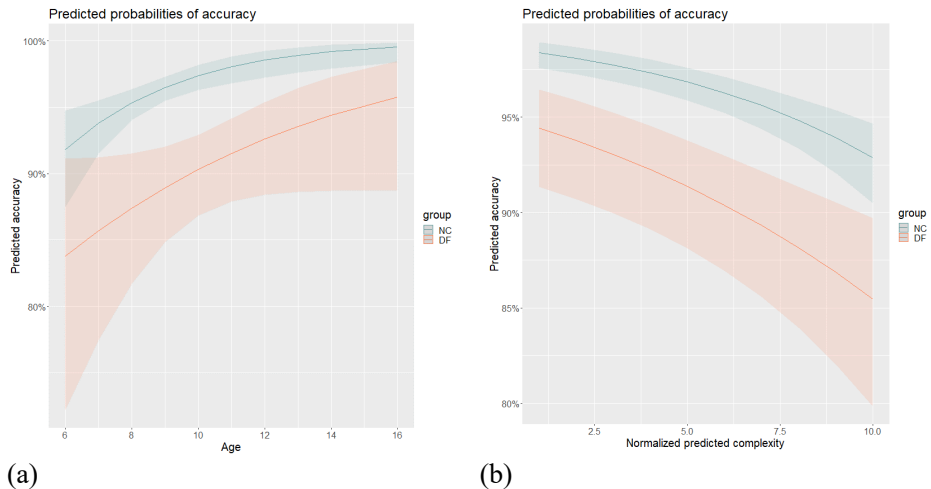 Predicted probabilities of accuracy
100%
90%
80%
Predicted accuracy
6 8 10 12 14 16
Age
group
NC
DF
(a)
Predicted probabilities of accuracy
95%
90%
85%
80%
Predicted accuracy
2.5 5.0 7.5 10.0
Normalized predicted complexity
group
NC
DF
(b)